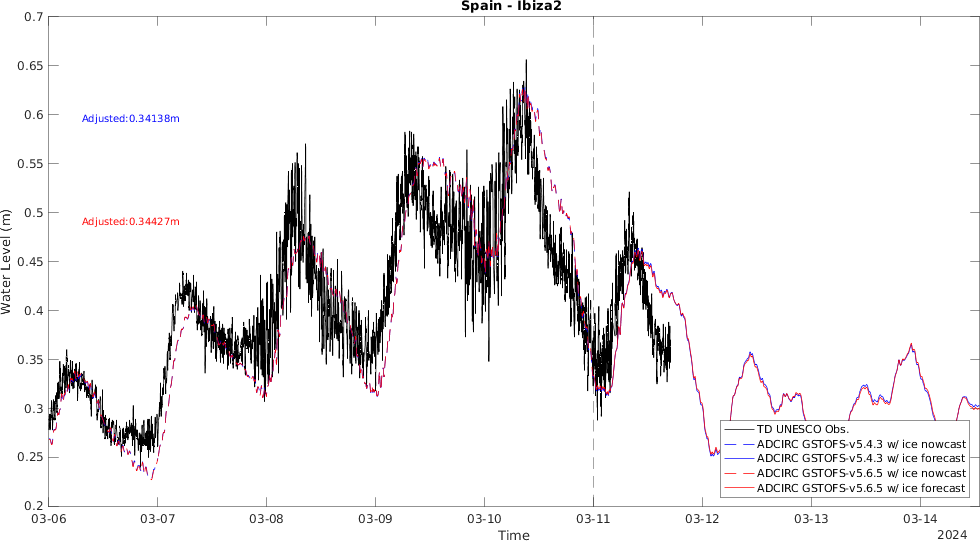 Spain - Ibiza2
0.7
0.65
0.6
0.55
0.5
0.45
0.4
0.35
0.3
0.25
0.2
Water Level (m)
Adjusted:0.34138m
Adjusted:0.34427m
TD UNESCO Obs.
ADCIRC GSTOFS-v5.4.3 w/ ice nowcast
ADCIRC GSTOFS-v5.4.3 w/ ice forecast
ADCIRC GSTOFS-v5.6.5 w/ ice nowcast
ADCIRC GSTOFS-v5.6.5 w/ ice forecast
03-06 03-07 03-08 03-09 03-10 03-11 03-12 03-13 03-14
Time
2024